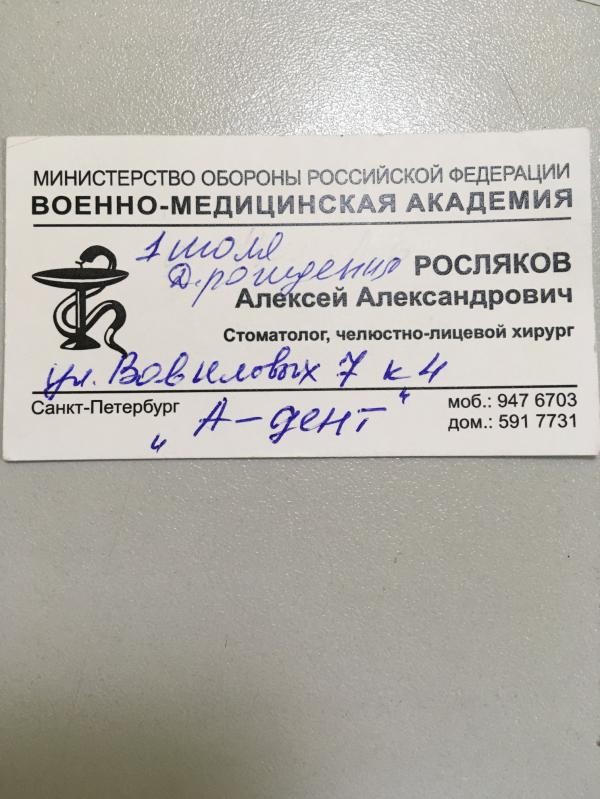 МИНИСТЕРСТВО ОБОРОНЫ РОССИЙСКОЙ ФЕДЕРАЦИИ
ВОЕННО-МЕДИЦИНСКАЯ АКАДЕМИЯ
1 июля
Д. рождения
РОСЛЯКОВ
Алексей Александрович
Стоматолог, челюстно-лицевой хирург
ул. Вавиловых 7 к 4
Санкт-Петербург
моб.: 947 6703
"А-дент"
дом.: 591 7731